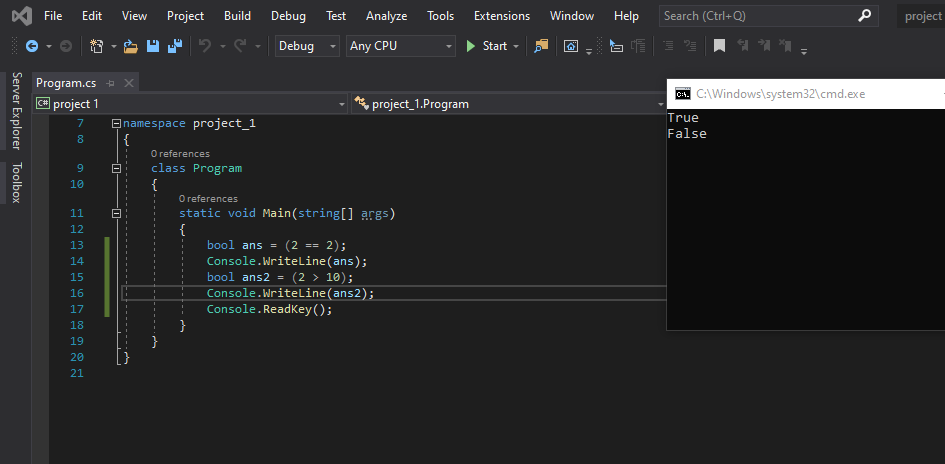 File Edit View Project Build Debug Test Analyze Tools Extensions Window Help Search (Ctrl+Q) project
Debug Any CPU Start
Server Explorer
Toolbox
Program.cs
C# project 1 project_1.Program
7 namespace project_1
8 {
0 references
9 class Program
10 {
0 references
11 static void Main(string[] args)
12 {
13 bool ans = (2 == 2);
14 Console.WriteLine(ans);
15 bool ans2 = (2 > 10);
16 Console.WriteLine(ans2);
17 Console.ReadKey();
18 }
19 }
20 }
21
C:\Windows\system32\cmd.exe
True
False